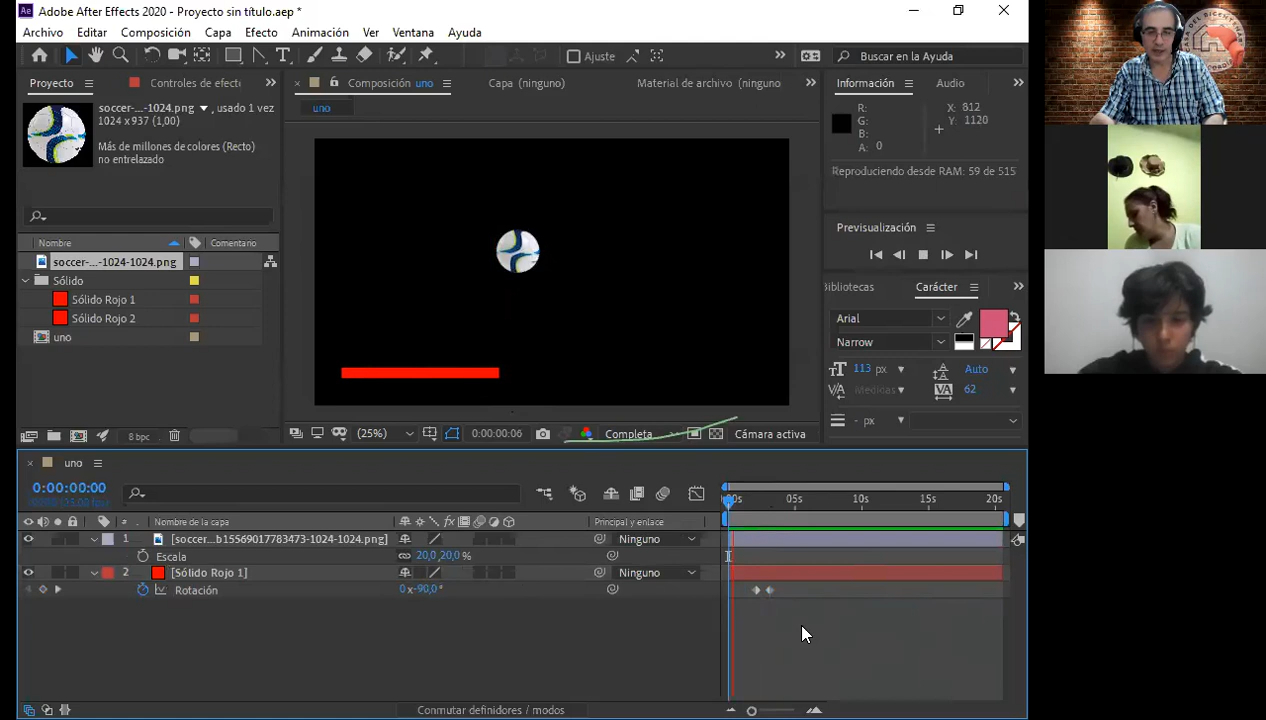 Ae Adobe After Effects 2020 - Proyecto sin título.aep *
Archivo Editar Composición Capa Efecto Animación Ver Ventana Ayuda
Ajuste
Buscar en la Ayuda
Proyecto
Controles de efecto
soccer-...-1024.png , usado 1 vez
1024 x 937 (1,00)
Más de millones de colores (Recto)
no entrelazado
Nombre
Comentario
soccer-...-1024-1024.png
Sólido
Sólido Rojo 1
Sólido Rojo 2
uno
8 bpc
Composición uno
Capa (ninguno)
Material de archivo (ninguno
uno
(25%)
0:00:00:06
Completa
Cámara activa
Información
Audio
R:
G:
B:
A: 0
X: 812
Y: 1120
Reproduciendo desde RAM: 59 de 515
Previsualización
Bibliotecas
Carácter
Arial
Narrow
113 px
Auto
Medidas
62
- px
uno
0:00:00:00
:00s 05s 10s 15s 20s
# Nombre de la capa
fx
Principal y enlace
1 [soccer...b15569017783473-1024-1024.png]
Ninguno
Escala
20,0,20,0 %
2 [Sólido Rojo 1]
Ninguno
Rotación
0 x-90,0°
Conmutar definidores / modos